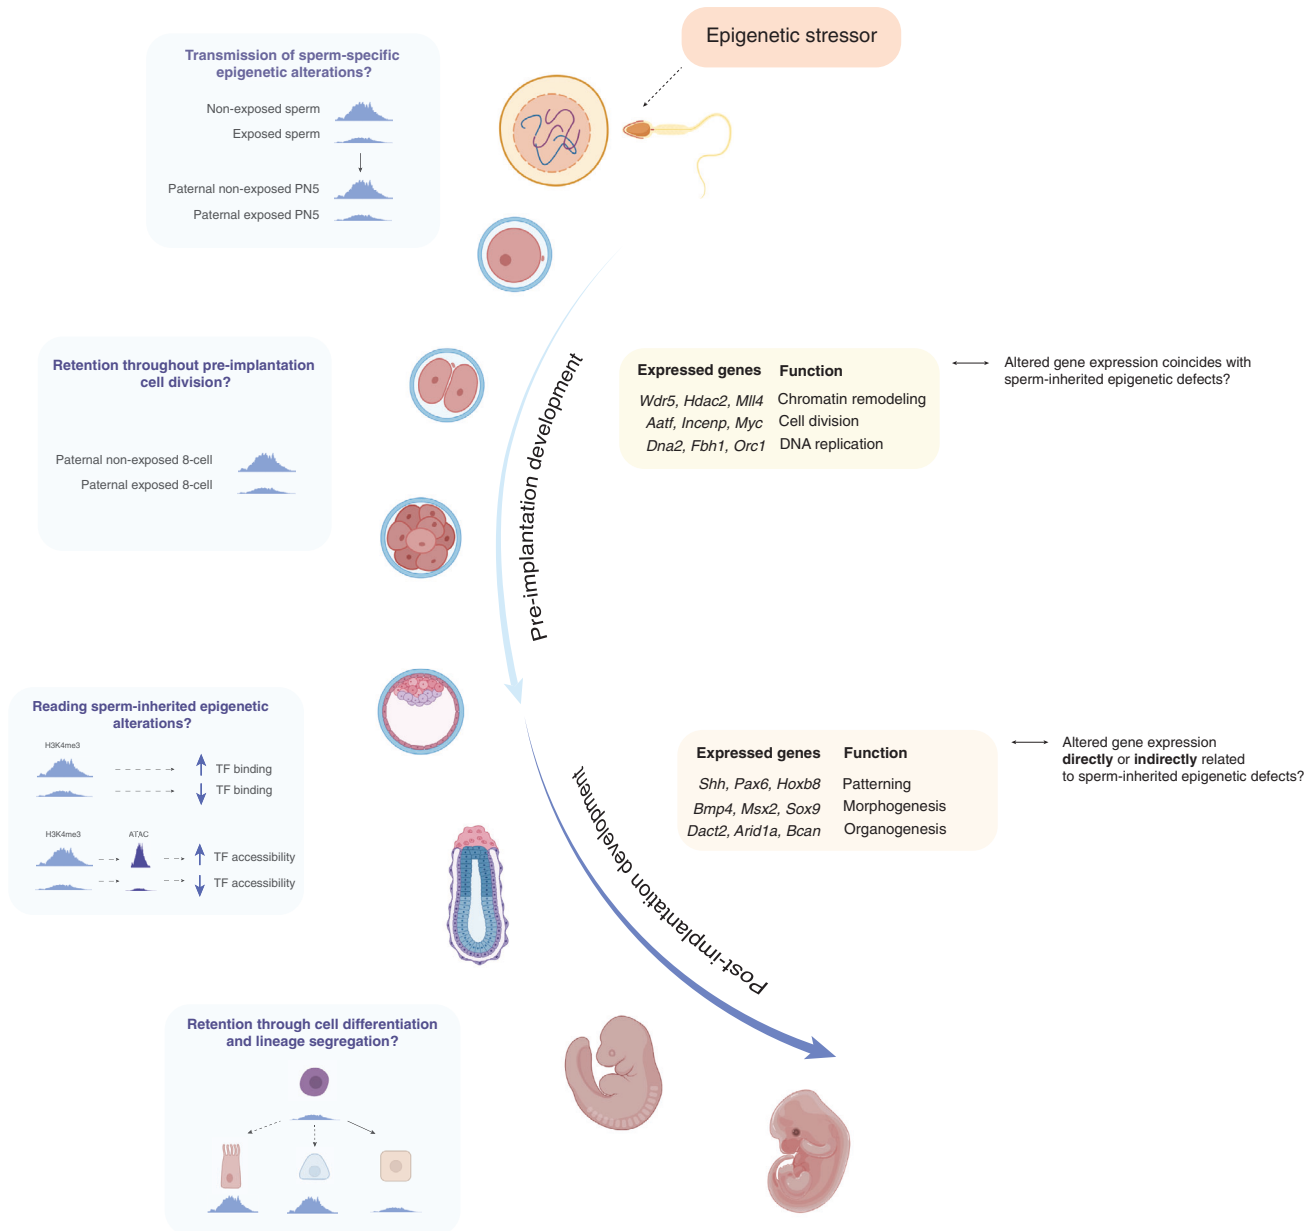 Epigenetic stressor
Transmission of sperm-specific
epigenetic alterations?
Non-exposed sperm
Exposed sperm
Paternal non-exposed PN5
Paternal exposed PN5
Retention throughout pre-implantation
cell division?
Paternal non-exposed 8-cell
Paternal exposed 8-cell
Pre-implantation development
Expressed genes Function
Wdr5, Hdac2, Mll4 Chromatin remodeling
Aatf, Incenp, Myc Cell division
Dna2, Fbh1, Orc1 DNA replication
Altered gene expression coincides with
sperm-inherited epigenetic defects?
Reading sperm-inherited epigenetic
alterations?
H3K4me3
TF binding
TF binding
H3K4me3 ATAC
TF accessibility
TF accessibility
Post-implantation development
Expressed genes Function
Shh, Pax6, Hoxb8 Patterning
Bmp4, Msx2, Sox9 Morphogenesis
Dact2, Arid1a, Bcan Organogenesis
Altered gene expression
directly or indirectly related
to sperm-inherited epigenetic defects?
Retention through cell differentiation
and lineage segregation?